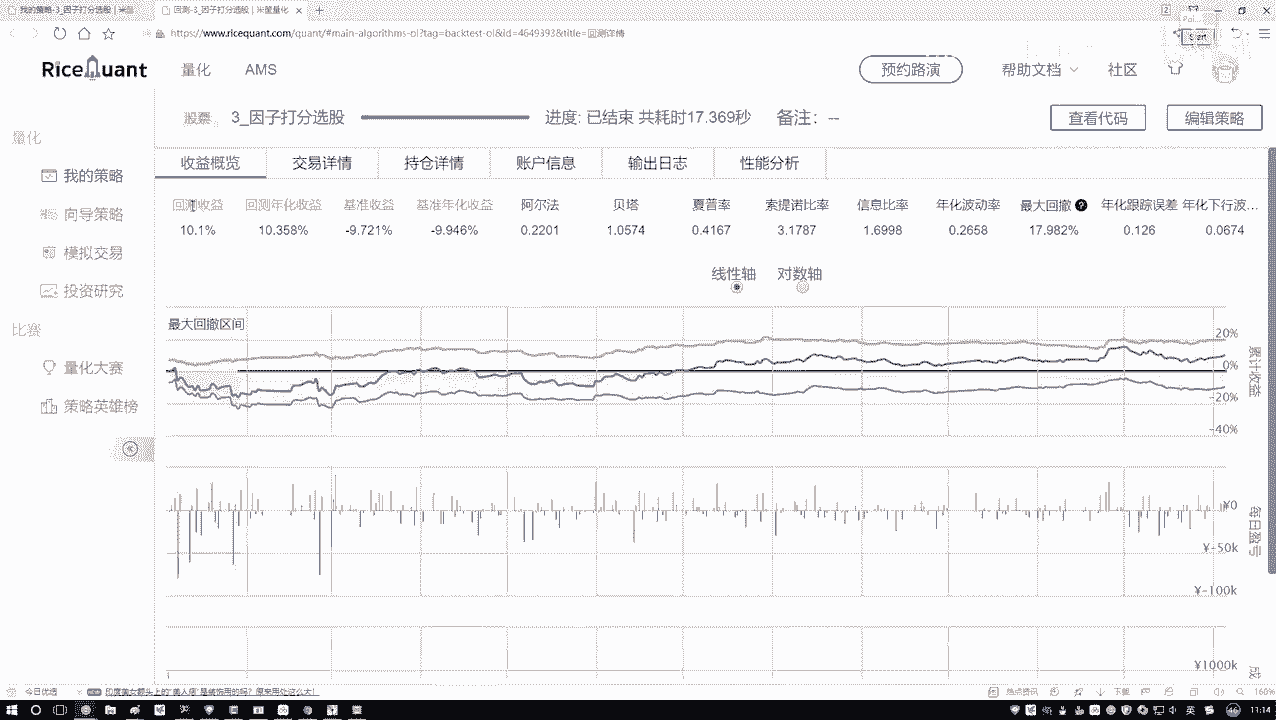 我的策略-3_因子打分选股 | 米筐
回测-3_因子打分选股 | 米筐量化
https://www.ricequant.com/quant/#main-algorithms-ol?tag=backtest-ol&id=4649393&title=回测详情
RiceQuant
量化
AMS
预约路演
帮助文档
社区
股票
3_因子打分选股
进度: 已结束 共耗时17.369秒
备注: --
查看代码
编辑策略
量化
我的策略
向导策略
模拟交易
投资研究
比赛
量化大赛
策略英雄榜
收益概览 交易详情 持仓详情 账户信息 输出日志 性能分析
回测收益 回测年化收益 基准收益 基准年化收益 阿尔法 贝塔 夏普率 索提诺比率 信息比率 年化波动率 最大回撤 年化跟踪误差 年化下行波...
10.1% 10.358% -9.721% -9.946% 0.2201 1.0574 0.4167 3.1787 1.6998 0.2658 17.982% 0.126 0.0674
线性轴 对数轴
最大回撤区间
20%
0%
-20%
-40%
累计收益
¥0
¥-50k
¥-100k
每日盈亏
¥1000k
成
今日优选
热点资讯
下载
160%
英
11:14